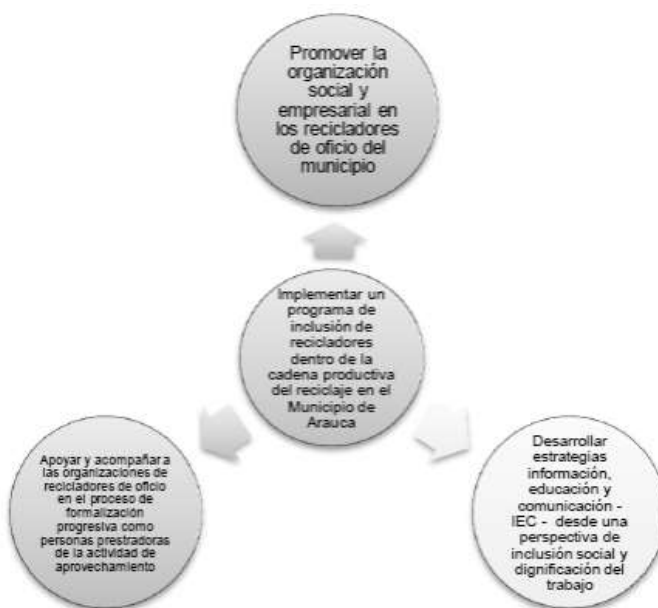 Promover la
organización
social y
empresarial en
los recicladores
de oficio del
municipio
Implementar un
programa de
inclusión de
recicladores
dentro de la
cadena productiva
del reciclaje en el
Municipio de
Arauca
Apoyar y acompañar a
las organizaciones de
recicladores de oficio
en el proceso de
formalización
progresiva como
personas prestradoras
de la actividad de
aprovechamiento
Desarrollar
estrategias
información,
educación y
comunicación -
IEC - desde una
perspectiva de
inclusión social y
dignificación del
trabajo